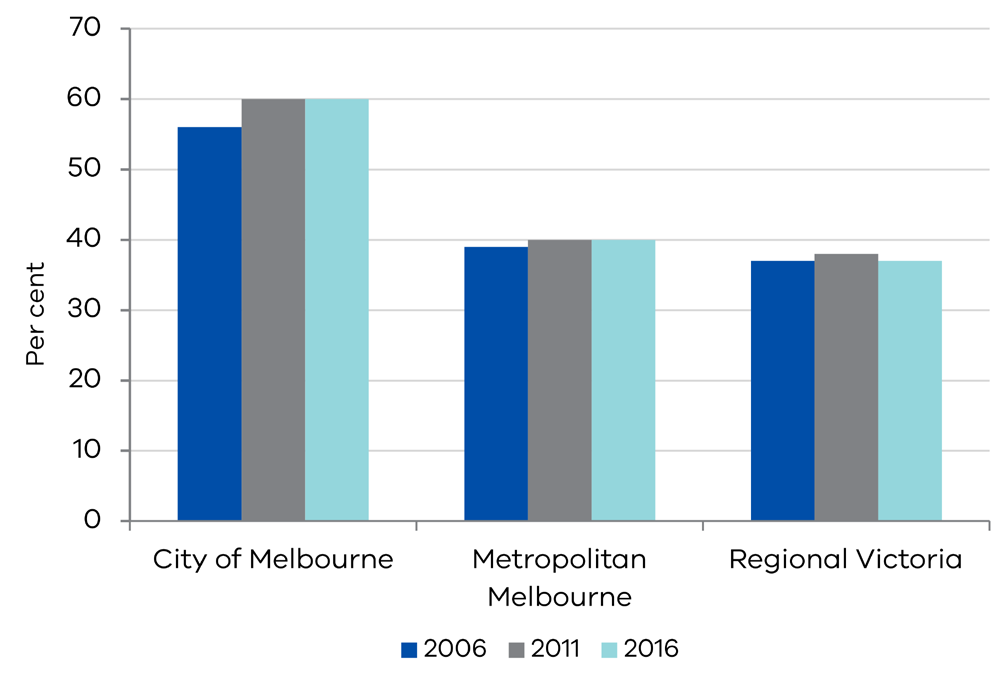 70
60
50
40
30
20
10
0
Per cent
City of Melbourne
Metropolitan
Melbourne
Regional Victoria
2006 2011 2016